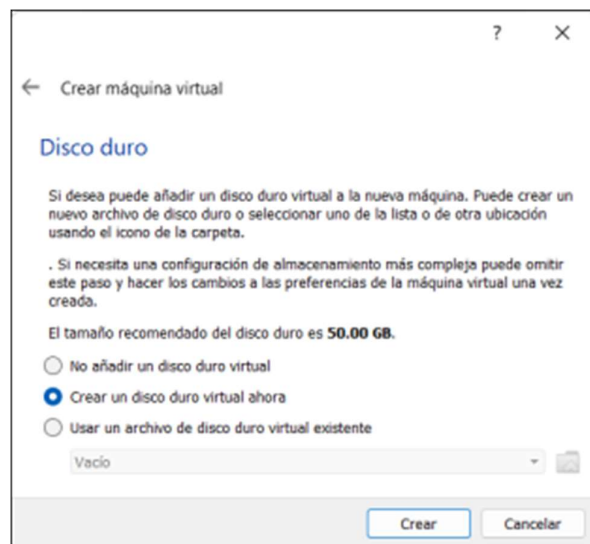 ?
Crear máquina virtual
Disco duro
Si desea puede añadir un disco duro virtual a la nueva máquina. Puede crear un
nuevo archivo de disco duro o seleccionar uno de la lista o de otra ubicación
usando el icono de la carpeta.
. Si necesita una configuración de almacenamiento más compleja puede omitir
este paso y hacer los cambios a las preferencias de la máquina virtual una vez
creada.
El tamaño recomendado del disco duro es 50.00 GB.
No añadir un disco duro virtual
Crear un disco duro virtual ahora
Usar un archivo de disco duro virtual existente
Vacío
Crear Cancelar